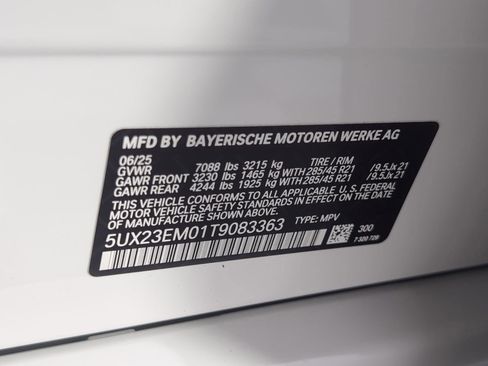 MFD BY BAYERISCHE MOTOREN WERKE AG
06/25
GVWR 7088 lbs 3215 kg TIRE / RIM
GAWR FRONT 3230 lbs 1465 kg WITH 285/45 R21 /9.5Jx21
GAWR REAR 4244 lbs 1925 kg WITH 285/45 R21 /9.5Jx21
THIS VEHICLE CONFORMS TO ALL APPLICABLE FEDERAL
MOTOR VEHICLE SAFETY STANDARDS IN EFFECT ON THE DATE
OF MANUFACTURE SHOWN ABOVE.
5UX23EM01T9083363 TYPE: MPV
300
7 320 729